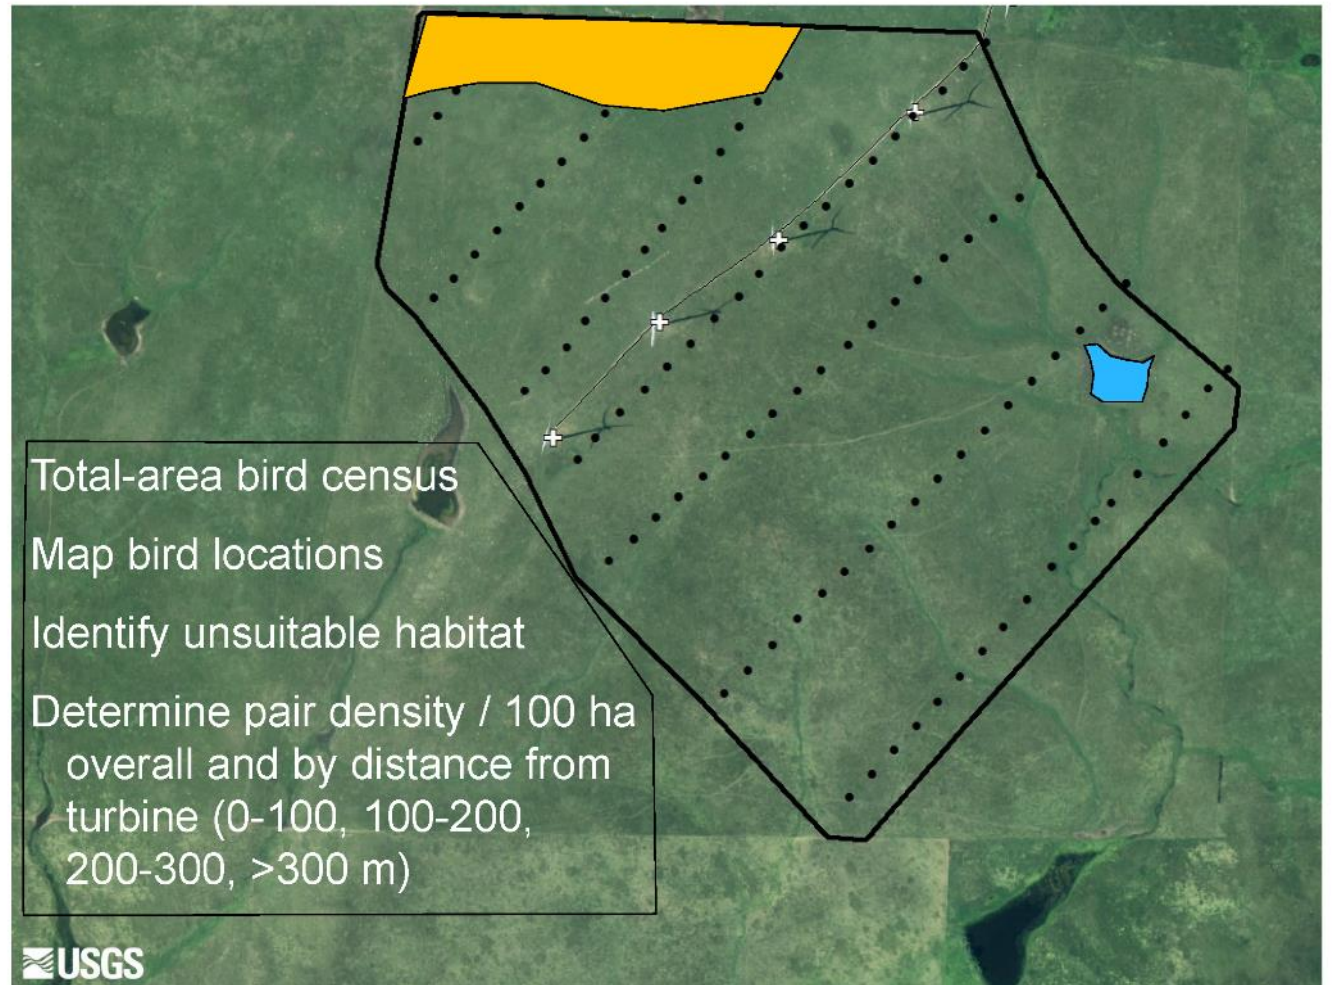 Total-area bird census
Map bird locations
Identify unsuitable habitat
Determine pair density / 100 ha
overall and by distance from
turbine (0-100, 100-200,
200-300, >300 m)
USGS